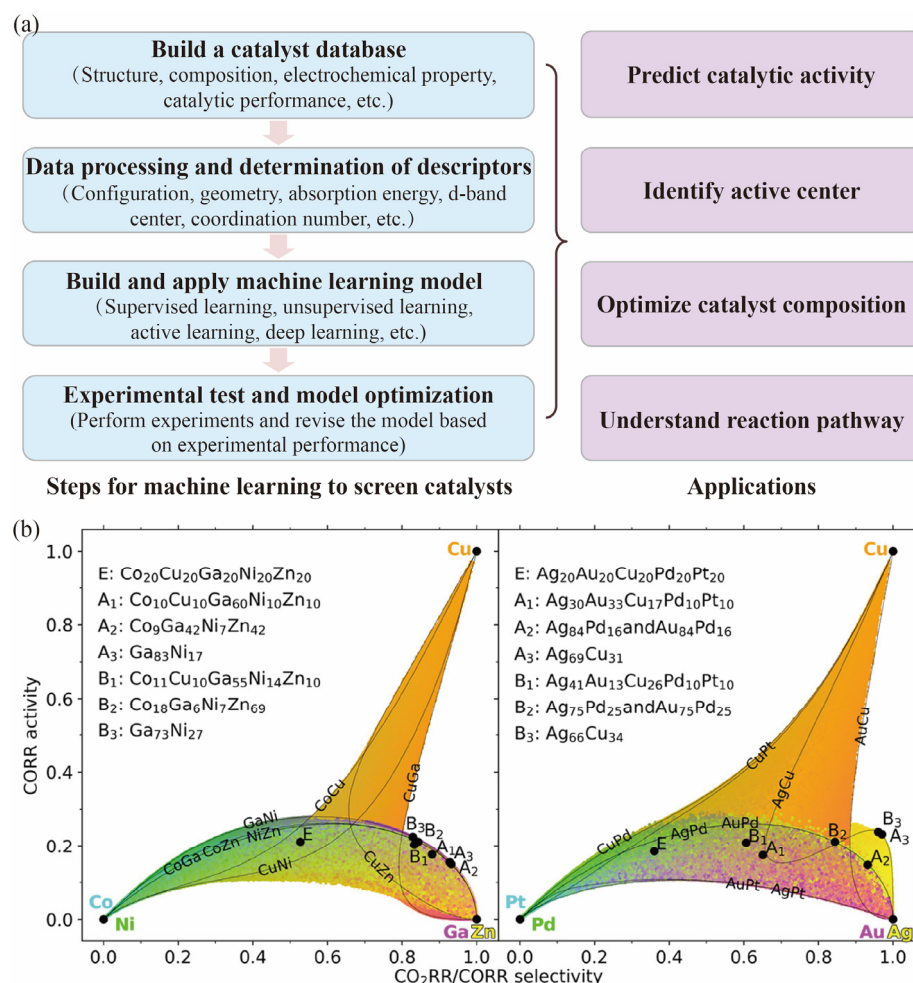 (a)
Build a catalyst database
(Structure, composition, electrochemical property,
catalytic performance, etc.)
Data processing and determination of descriptors
(Configuration, geometry, absorption energy, d-band
center, coordination number, etc.)
Build and apply machine learning model
(Supervised learning, unsupervised learning,
active learning, deep learning, etc.)
Experimental test and model optimization
(Perform experiments and revise the model based
on experimental performance)
Steps for machine learning to screen catalysts
Predict catalytic activity
Identify active center
Optimize catalyst composition
Understand reaction pathway
Applications
(b)
CORR activity
1.0
0.8
0.6
0.4
0.2
0.0
Cu
E: Co₂₀Cu₂₀Ga₂₀Ni₂₀Zn₂₀
A₁: Co₁₀Cu₁₀Ga₆₀Ni₁₀Zn₁₀
A₂: Co₉Ga₄₂Ni₇Zn₄₂
A₃: Ga₈₃Ni₁₇
B₁: Co₁₁Cu₁₀Ga₅₅Ni₁₄Zn₁₀
B₂: Co₁₈Ga₆Ni₇Zn₆₉
B₃: Ga₇₃Ni₂₇
CoCu
CuGa
GaNi
NiZn
CoZn
CoGa
CuNi
CuZn
E
B₃
B₂
B₁
A₁
A₃
A₂
Co
Ni
Ga
Zn
0.0
0.2
0.4
0.6
0.8
1.0
Cu
E: Ag₂₀Au₂₀Cu₂₀Pd₂₀Pt₂₀
A₁: Ag₃₀Au₃₃Cu₁₇Pd₁₀Pt₁₀
A₂: Ag₈₄Pd₁₆andAu₈₄Pd₁₆
A₃: Ag₆₉Cu₃₁
B₁: Ag₄₁Au₁₃Cu₂₆Pd₁₀Pt₁₀
B₂: Ag₇₅Pd₂₅andAu₇₅Pd₂₅
B₃: Ag₆₆Cu₃₄
CuPt
AgCu
AuCu
CuPd
AgPd
AuPd
AuPt
AgPt
E
B₁
A₁
B₂
B₃
A₃
A₂
Pt
Pd
Au
Ag
0.0
0.2
0.4
0.6
0.8
1.0
CO₂RR/CORR selectivity